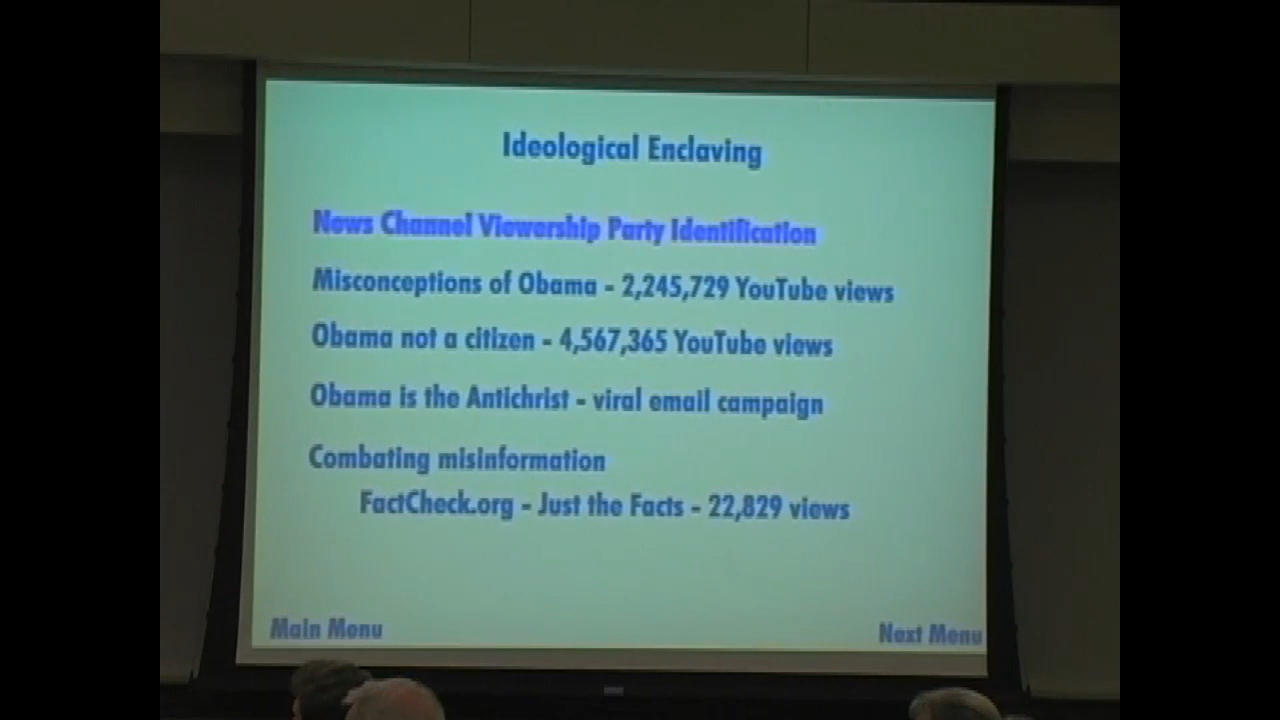 Ideological Enclaving
News Channel Viewership Party Identification
Misconceptions of Obama - 2,245,729 YouTube views
Obama not a citizen - 4,567,365 YouTube views
Obama is the Antichrist - viral email campaign
Combating misinformation
FactCheck.org - Just the Facts - 22,829 views
Main Menu
Next Menu